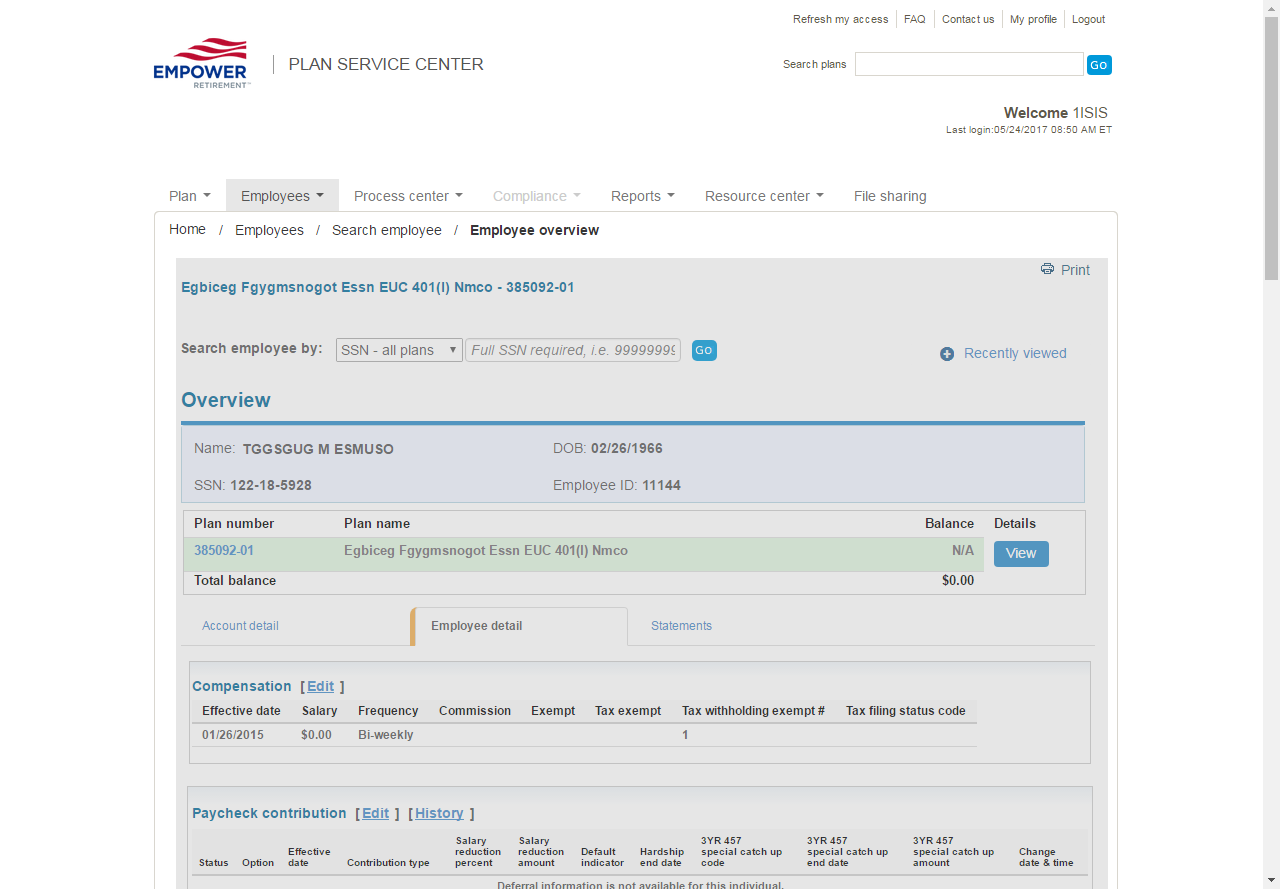 Refresh my access FAQ Contact us My profile Logout
EMPOWER
RETIREMENT™
PLAN SERVICE CENTER
Search plans Go
Welcome 1ISIS
Last login:05/24/2017 08:50 AM ET
Plan Employees Process center Compliance Reports Resource center File sharing
Home / Employees / Search employee / Employee overview
Print
Egbiceg Fgygmsnogot Essn EUC 401(I) Nmco - 385092-01
Search employee by: SSN - all plans Full SSN required, i.e. 99999999 Go
Recently viewed
Overview
Name: TGGSGUG M ESMUSO DOB: 02/26/1966
SSN: 122-18-5928 Employee ID: 11144
Plan number Plan name Balance Details
385092-01 Egbiceg Fgygmsnogot Essn EUC 401(I) Nmco N/A View
Total balance $0.00
Account detail Employee detail Statements
Compensation [ Edit ]
Effective date Salary Frequency Commission Exempt Tax exempt Tax withholding exempt # Tax filing status code
01/26/2015 $0.00 Bi-weekly 1
Paycheck contribution [ Edit ] [ History ]
Status Option Effective date Contribution type Salary reduction percent Salary reduction amount Default indicator Hardship end date 3YR 457 special catch up code 3YR 457 special catch up end date 3YR 457 special catch up amount Change date & time
Deferral information is not available for this individual.